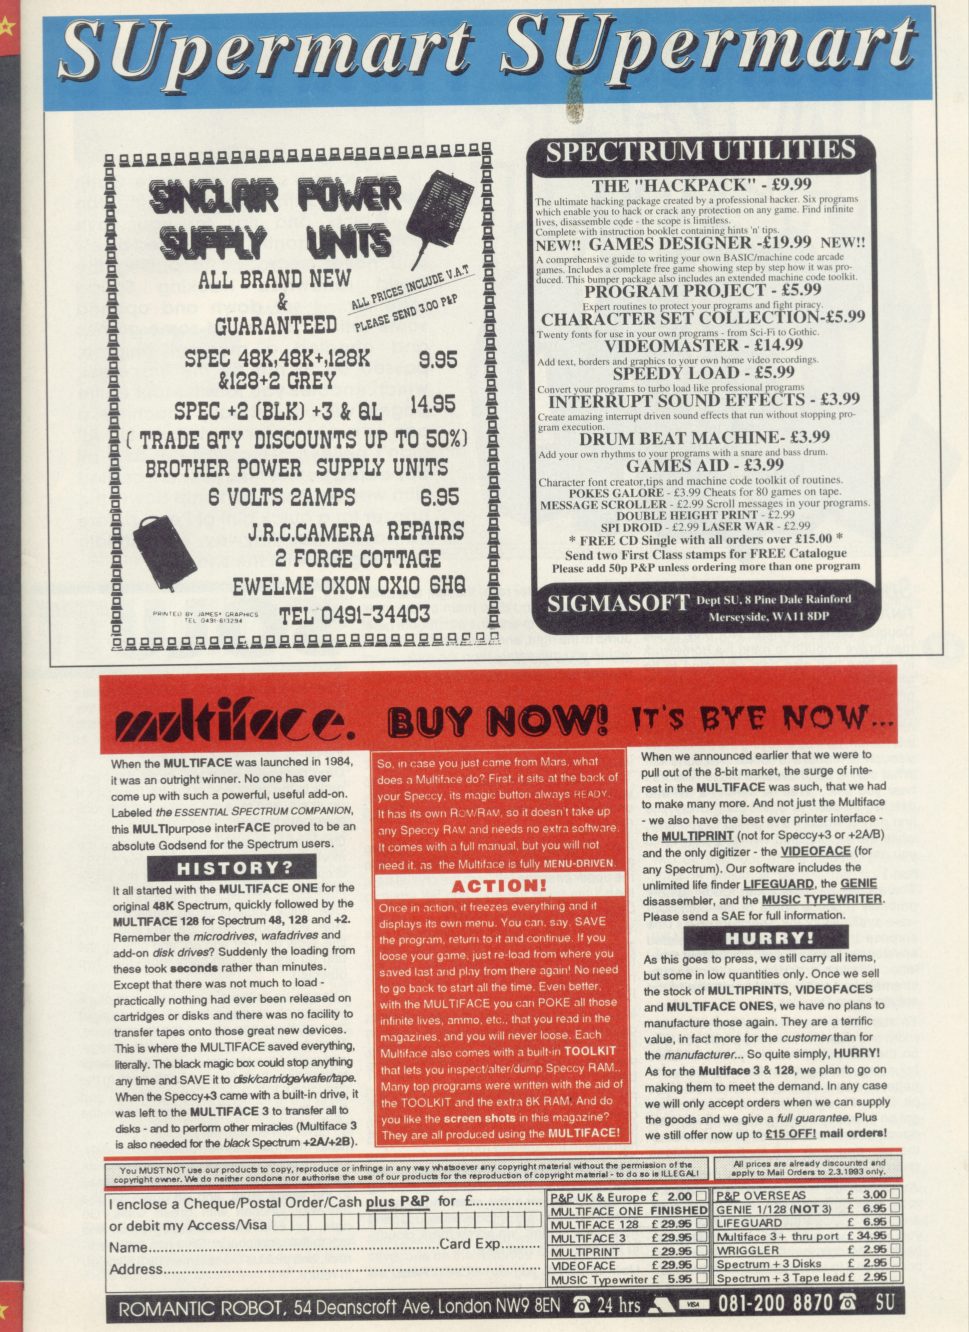 SUpermart SUpermart
SINCLAIR POWER
SUPPLY UNITS
ALL BRAND NEW
&
GUARANTEED
ALL PRICES INCLUDE V.A.T
PLEASE SEND 3.00 P&P
SPEC 48K,48K+,128K 9.95
&128+2 GREY
SPEC +2 (BLK) +3 & QL 14.95
( TRADE QTY DISCOUNTS UP TO 50%)
BROTHER POWER SUPPLY UNITS
6 VOLTS 2AMPS 6.95
J.R.C.CAMERA REPAIRS
2 FORGE COTTAGE
EWELME OXON OX10 6HQ
TEL 0491-34403
PRINTED BY JAMES+ GRAPHICS
TEL 0491-613294
SPECTRUM UTILITIES
THE "HACKPACK" - £9.99
The ultimate hacking package created by a professional hacker. Six programs
which enable you to hack or crack any protection on any game. Find infinite
lives, disassemble code - the scope is limitless.
Complete with instruction booklet containing hints 'n' tips.
NEW!! GAMES DESIGNER -£19.99 NEW!!
A comprehensive guide to writing your own BASIC/machine code arcade
games. Includes a complete free game showing step by step how it was pro-
duced. This bumper package also includes an extended machine code toolkit.
PROGRAM PROJECT - £5.99
Expert routines to protect your programs and fight piracy.
CHARACTER SET COLLECTION-£5.99
Twenty fonts for use in your own programs - from Sci-Fi to Gothic.
VIDEOMASTER - £14.99
Add text, borders and graphics to your own home video recordings.
SPEEDY LOAD - £5.99
Convert your programs to turbo load like professional programs
INTERRUPT SOUND EFFECTS - £3.99
Create amazing interrupt driven sound effects that run without stopping pro-
gram execution.
DRUM BEAT MACHINE- £3.99
Add your own rhythms to your programs with a snare and bass drum.
GAMES AID - £3.99
Character font creator,tips and machine code toolkit of routines.
POKES GALORE - £3.99 Cheats for 80 games on tape.
MESSAGE SCROLLER - £2.99 Scroll messages in your programs.
DOUBLE HEIGHT PRINT - £2.99
SPI DROID - £2.99 LASER WAR - £2.99
* FREE CD Single with all orders over £15.00 *
Send two First Class stamps for FREE Catalogue
Please add 50p P&P unless ordering more than one program
SIGMASOFT Dept SU. 8 Pine Dale Rainford
Merseyside, WA11 8DP
multiface. BUY NOW! IT'S BYE NOW...
When the MULTIFACE was launched in 1984,
it was an outright winner. No one has ever
come up with such a powerful, useful add-on.
Labeled the ESSENTIAL SPECTRUM COMPANION,
this MULTIpurpose interFACE proved to be an
absolute Godsend for the Spectrum users.
HISTORY?
It all started with the MULTIFACE ONE for the
original 48K Spectrum, quickly followed by the
MULTIFACE 128 for Spectrum 48, 128 and +2.
Remember the microdrives, wafadrives and
add-on disk drives? Suddenly the loading from
these took seconds rather than minutes.
Except that there was not much to load -
practically nothing had ever been released on
cartridges or disks and there was no facility to
transfer tapes onto those great new devices.
This is where the MULTIFACE saved everything,
literally. The black magic box could stop anything
any time and SAVE it to disk/cartridge/wafer/tape.
When the Speccy+3 came with a built-in drive, it
was left to the MULTIFACE 3 to transfer all to
disks - and to perform other miracles (Multiface 3
is also needed for the black Spectrum +2A/+2B).
So, in case you just came from Mars, what
does a Multiface do? First, it sits at the back of
your Speccy, its magic button always READY.
It has its own ROM/RAM, so it doesn't take up
any Speccy RAM and needs no extra software.
It comes with a full manual, but you will not
need it, as the Multiface is fully MENU-DRIVEN.
ACTION!
Once in action, it freezes everything and it
displays its own menu. You can, say, SAVE
the program, return to it and continue. If you
loose your game, just re-load from where you
saved last and play from there again! No need
to go back to start all the time. Even better,
with the MULTIFACE you can POKE all those
infinite lives, ammo, etc., that you read in the
magazines, and you will never loose. Each
Multiface also comes with a built-in TOOLKIT
that lets you inspect/alter/dump Speccy RAM..
Many top programs were written with the aid of
the TOOLKIT and the extra 8K RAM. And do
you like the screen shots in this magazine?
They are all produced using the MULTIFACE!
When we announced earlier that we were to
pull out of the 8-bit market, the surge of inte-
rest in the MULTIFACE was such, that we had
to make many more. And not just the Multiface
- we also have the best ever printer interface -
the MULTIPRINT (not for Speccy+3 or +2A/B)
and the only digitizer - the VIDEOFACE (for
any Spectrum). Our software includes the
unlimited life finder LIFEGUARD, the GENIE
disassembler, and the MUSIC TYPEWRITER.
Please send a SAE for full information.
HURRY!
As this goes to press, we still carry all items,
but some in low quantities only. Once we sell
the stock of MULTIPRINTS, VIDEOFACES
and MULTIFACE ONES, we have no plans to
manufacture those again. They are a terrific
value, in fact more for the customer than for
the manufacturer... So quite simply, HURRY!
As for the Multiface 3 & 128, we plan to go on
making them to meet the demand. In any case
we will only accept orders when we can supply
the goods and we give a full guarantee. Plus
we still offer now up to £15 OFF! mail orders!
You MUST NOT use our products to copy, reproduce or infringe in any way whatsoever any copyright material without the permission of the
copyright owner. We do neither condone nor authorise the use of our products for the reproduction of copyright material - to do so is ILLEGAL!
All prices are already discounted and
apply to Mail Orders to 2.3.1993 only.
I enclose a Cheque/Postal Order/Cash plus P&P for £..............
or debit my Access/Visa
Name.................................................Card Exp..........
Address....................................................................
P&P UK & Europe £ 2.00
MULTIFACE ONE FINISHED
MULTIFACE 128 £ 29.95
MULTIFACE 3 £ 29.95
MULTIPRINT £ 29.95
VIDEOFACE £ 29.95
MUSIC Typewriter £ 5.95
P&P OVERSEAS £ 3.00
GENIE 1/128 (NOT 3) £ 6.95
LIFEGUARD £ 6.95
Multiface 3+ thru port £ 34.95
WRIGGLER £ 2.95
Spectrum +3 Disks £ 2.95
Spectrum +3 Tape lead £ 2.95
ROMANTIC ROBOT, 54 Deanscroft Ave, London NW9 8EN ☎ 24 hrs VISA 081-200 8870 ☎ SU